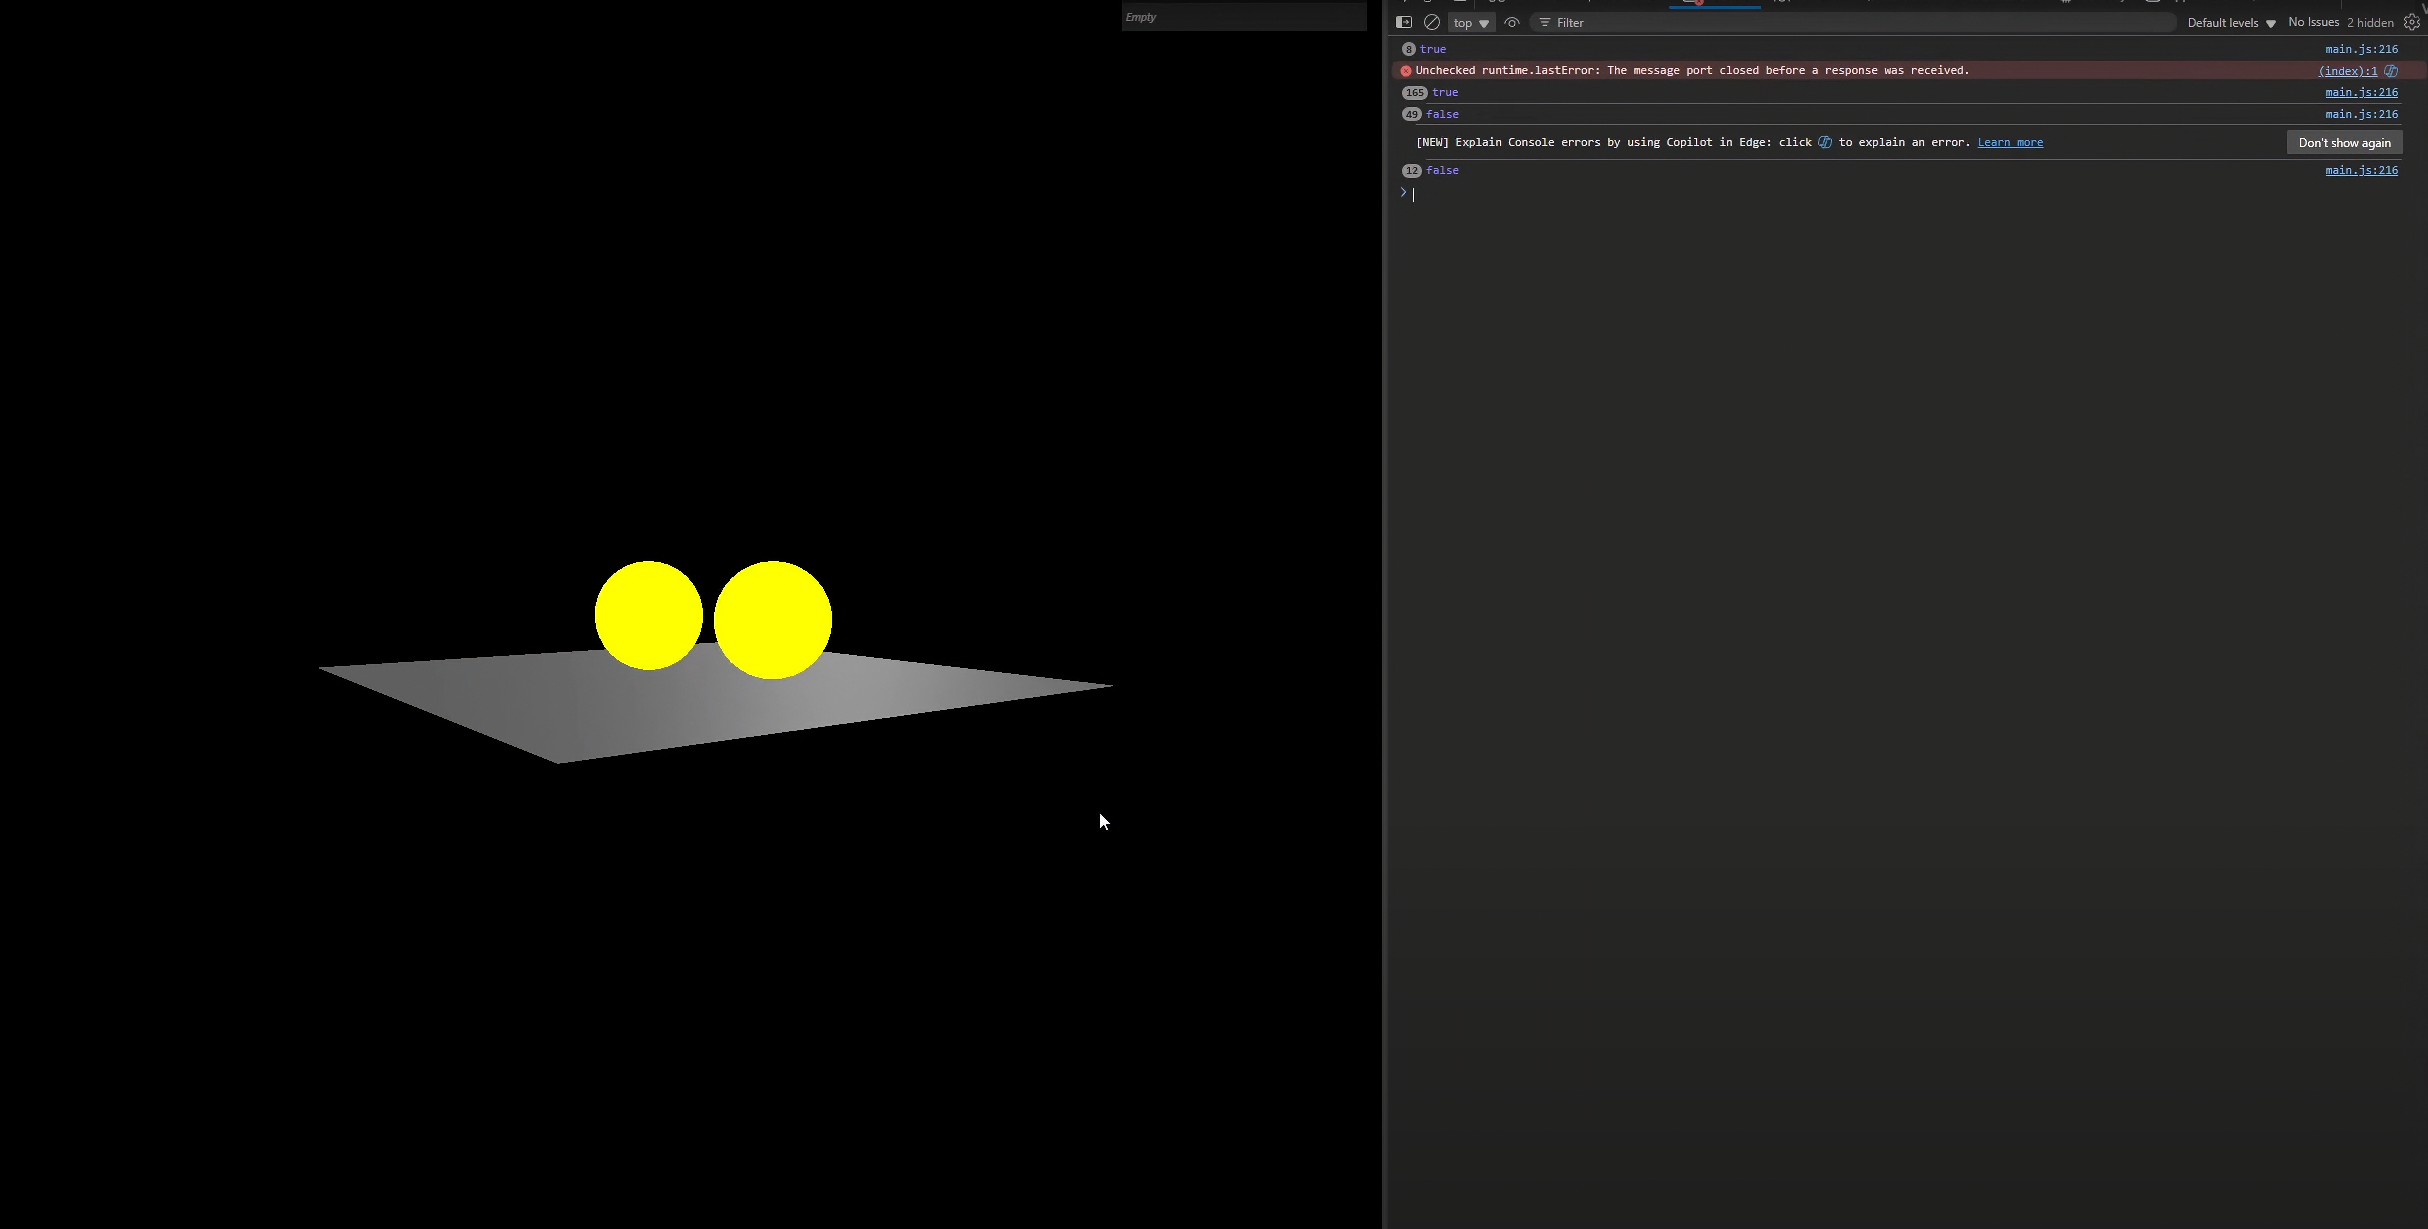 Empty
top
Filter
Default levels
No Issues
2 hidden
8 true main.js:216
Unchecked runtime.lastError: The message port closed before a response was received. (index):1
165 true main.js:216
49 false main.js:216
[NEW] Explain Console errors by using Copilot in Edge: click to explain an error. Learn more
Don't show again
12 false main.js:216